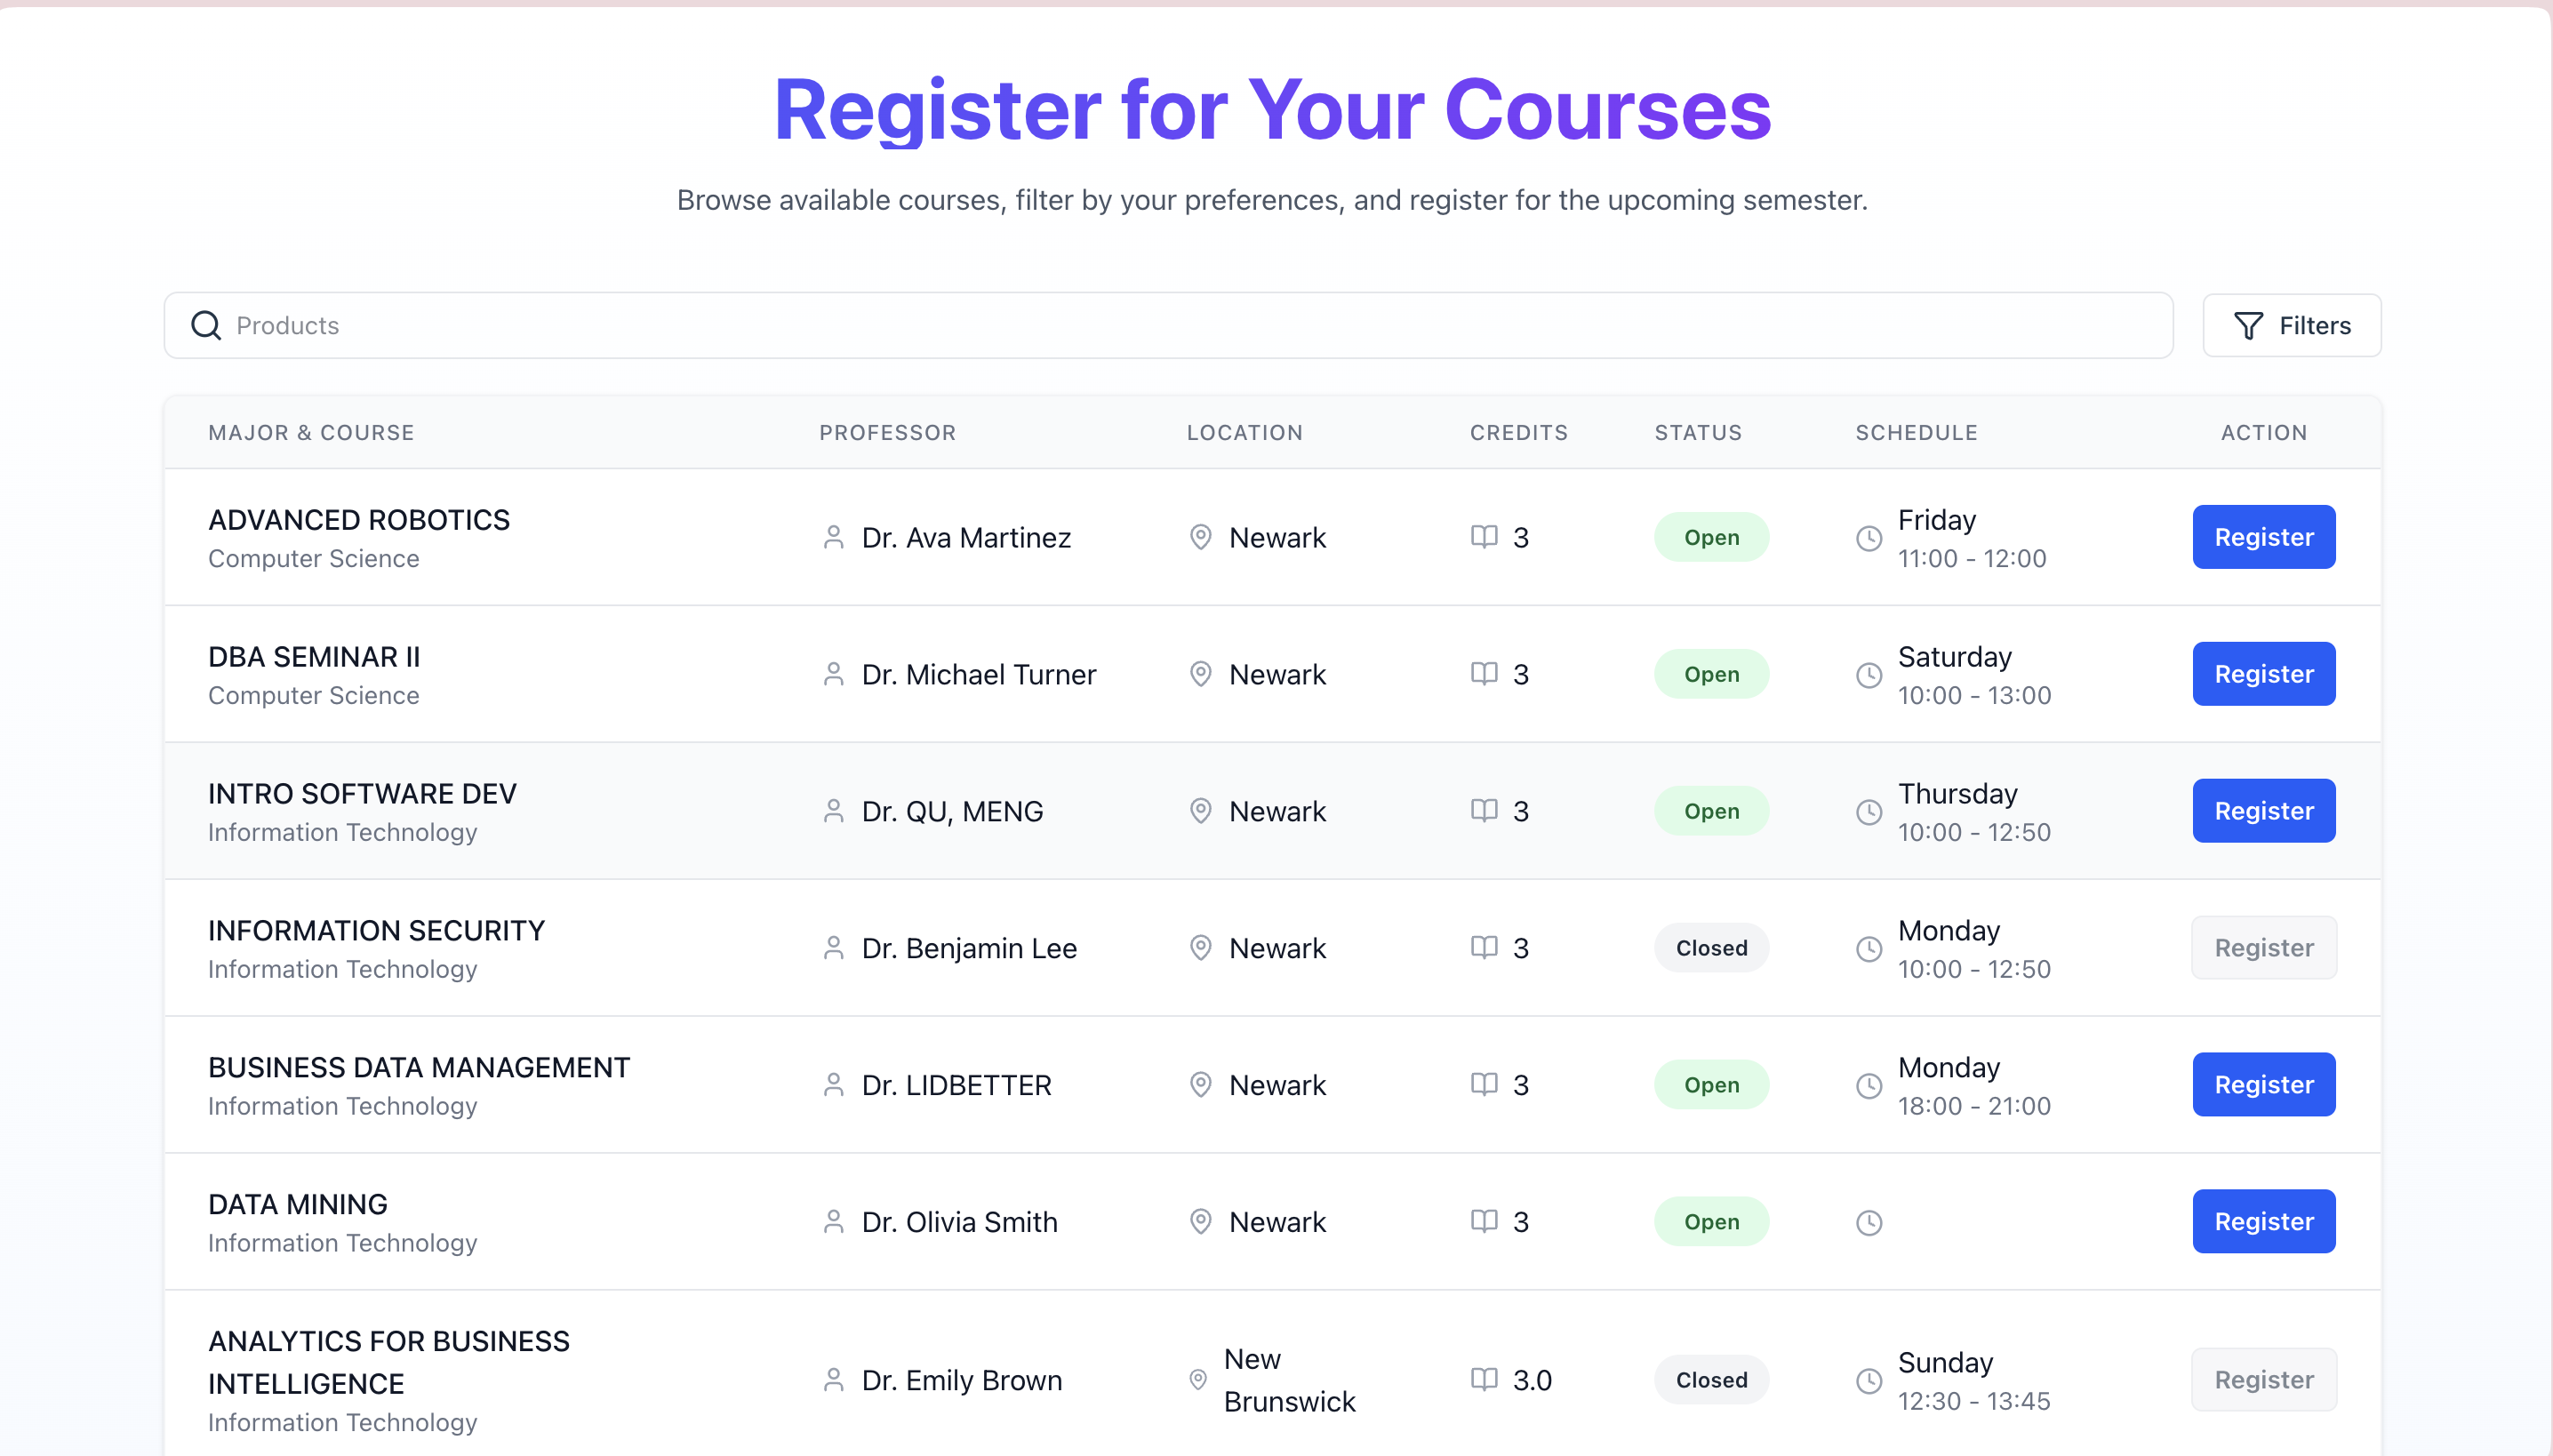 Register for Your Courses
Browse available courses, filter by your preferences, and register for the upcoming semester.
Products
Filters
MAJOR & COURSE PROFESSOR LOCATION CREDITS STATUS SCHEDULE ACTION
ADVANCED ROBOTICS
Computer Science
Dr. Ava Martinez
Newark
3
Open
Friday
11:00 - 12:00
Register
DBA SEMINAR II
Computer Science
Dr. Michael Turner
Newark
3
Open
Saturday
10:00 - 13:00
Register
INTRO SOFTWARE DEV
Information Technology
Dr. QU, MENG
Newark
3
Open
Thursday
10:00 - 12:50
Register
INFORMATION SECURITY
Information Technology
Dr. Benjamin Lee
Newark
3
Closed
Monday
10:00 - 12:50
Register
BUSINESS DATA MANAGEMENT
Information Technology
Dr. LIDBETTER
Newark
3
Open
Monday
18:00 - 21:00
Register
DATA MINING
Information Technology
Dr. Olivia Smith
Newark
3
Open
Register
ANALYTICS FOR BUSINESS
INTELLIGENCE
Information Technology
Dr. Emily Brown
New
Brunswick
3.0
Closed
Sunday
12:30 - 13:45
Register